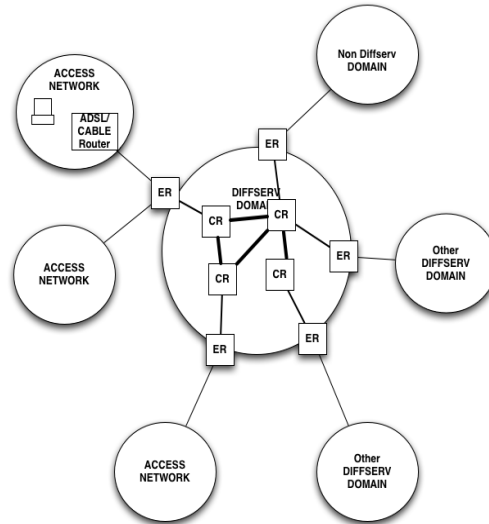 Non Diffserv
DOMAIN
ACCESS
NETWORK
ADSL/
CABLE
Router
ER
ER
DIFFSERV
CR
CR
ACCESS
NETWORK
CR
CR
ER
Other
DIFFSERV
DOMAIN
ER
ER
ACCESS
NETWORK
Other
DIFFSERV
DOMAIN